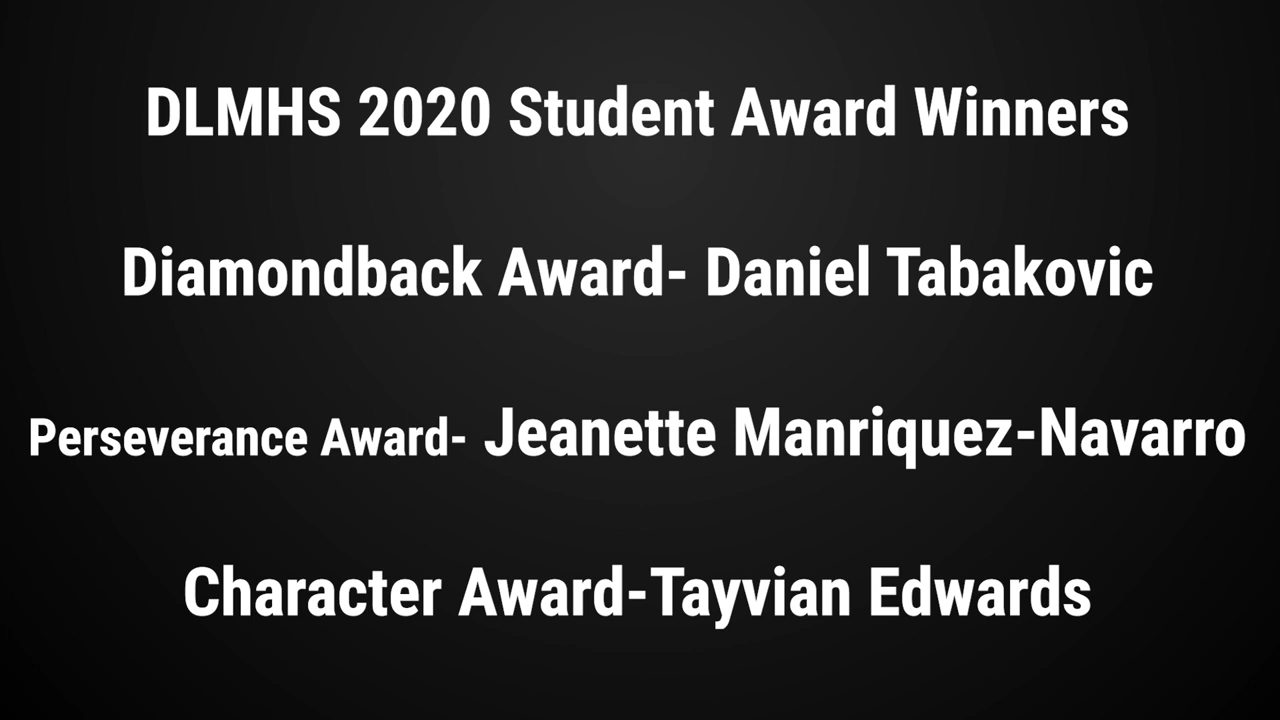 DLMHS 2020 Student Award Winners
Diamondback Award- Daniel Tabakovic
Perseverance Award- Jeanette Manriquez-Navarro
Character Award-Tayvian Edwards